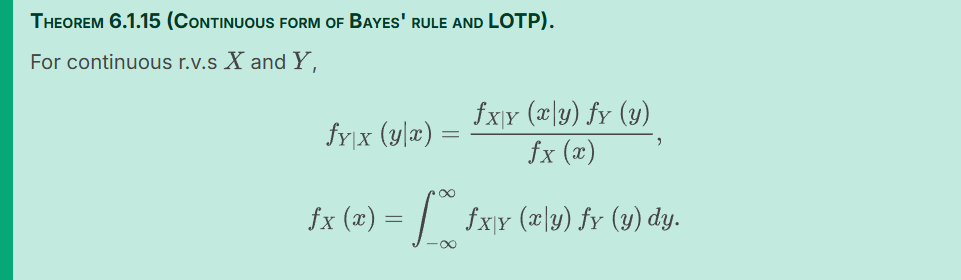 THEOREM 6.1.15 (CONTINUOUS FORM OF BAYES' RULE AND LOTP).
For continuous r.v.s X and Y,
f_{Y|X} (y|x) = \frac{f_{X|Y} (x|y) f_Y (y)}{f_X (x)},
f_X (x) = \int_{-\infty}^{\infty} f_{X|Y} (x|y) f_Y (y) dy.